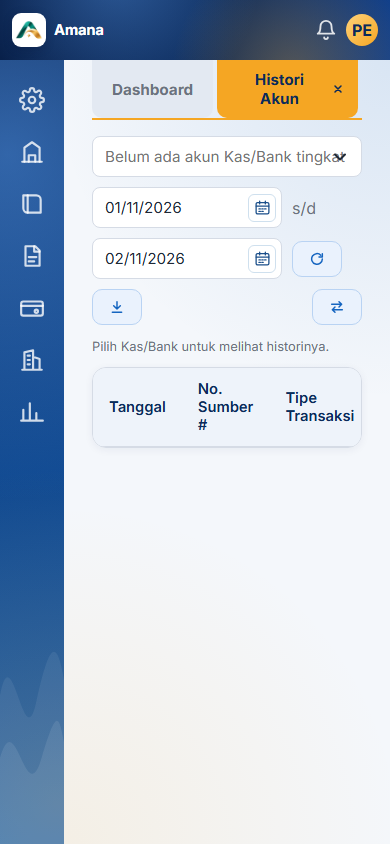 Amana
PE
Dashboard
Histori
Akun
×
Belum ada akun Kas/Bank tingkat
01/11/2026
s/d
02/11/2026
Pilih Kas/Bank untuk melihat historinya.
Tanggal
No.
Sumber
#
Tipe
Transaksi